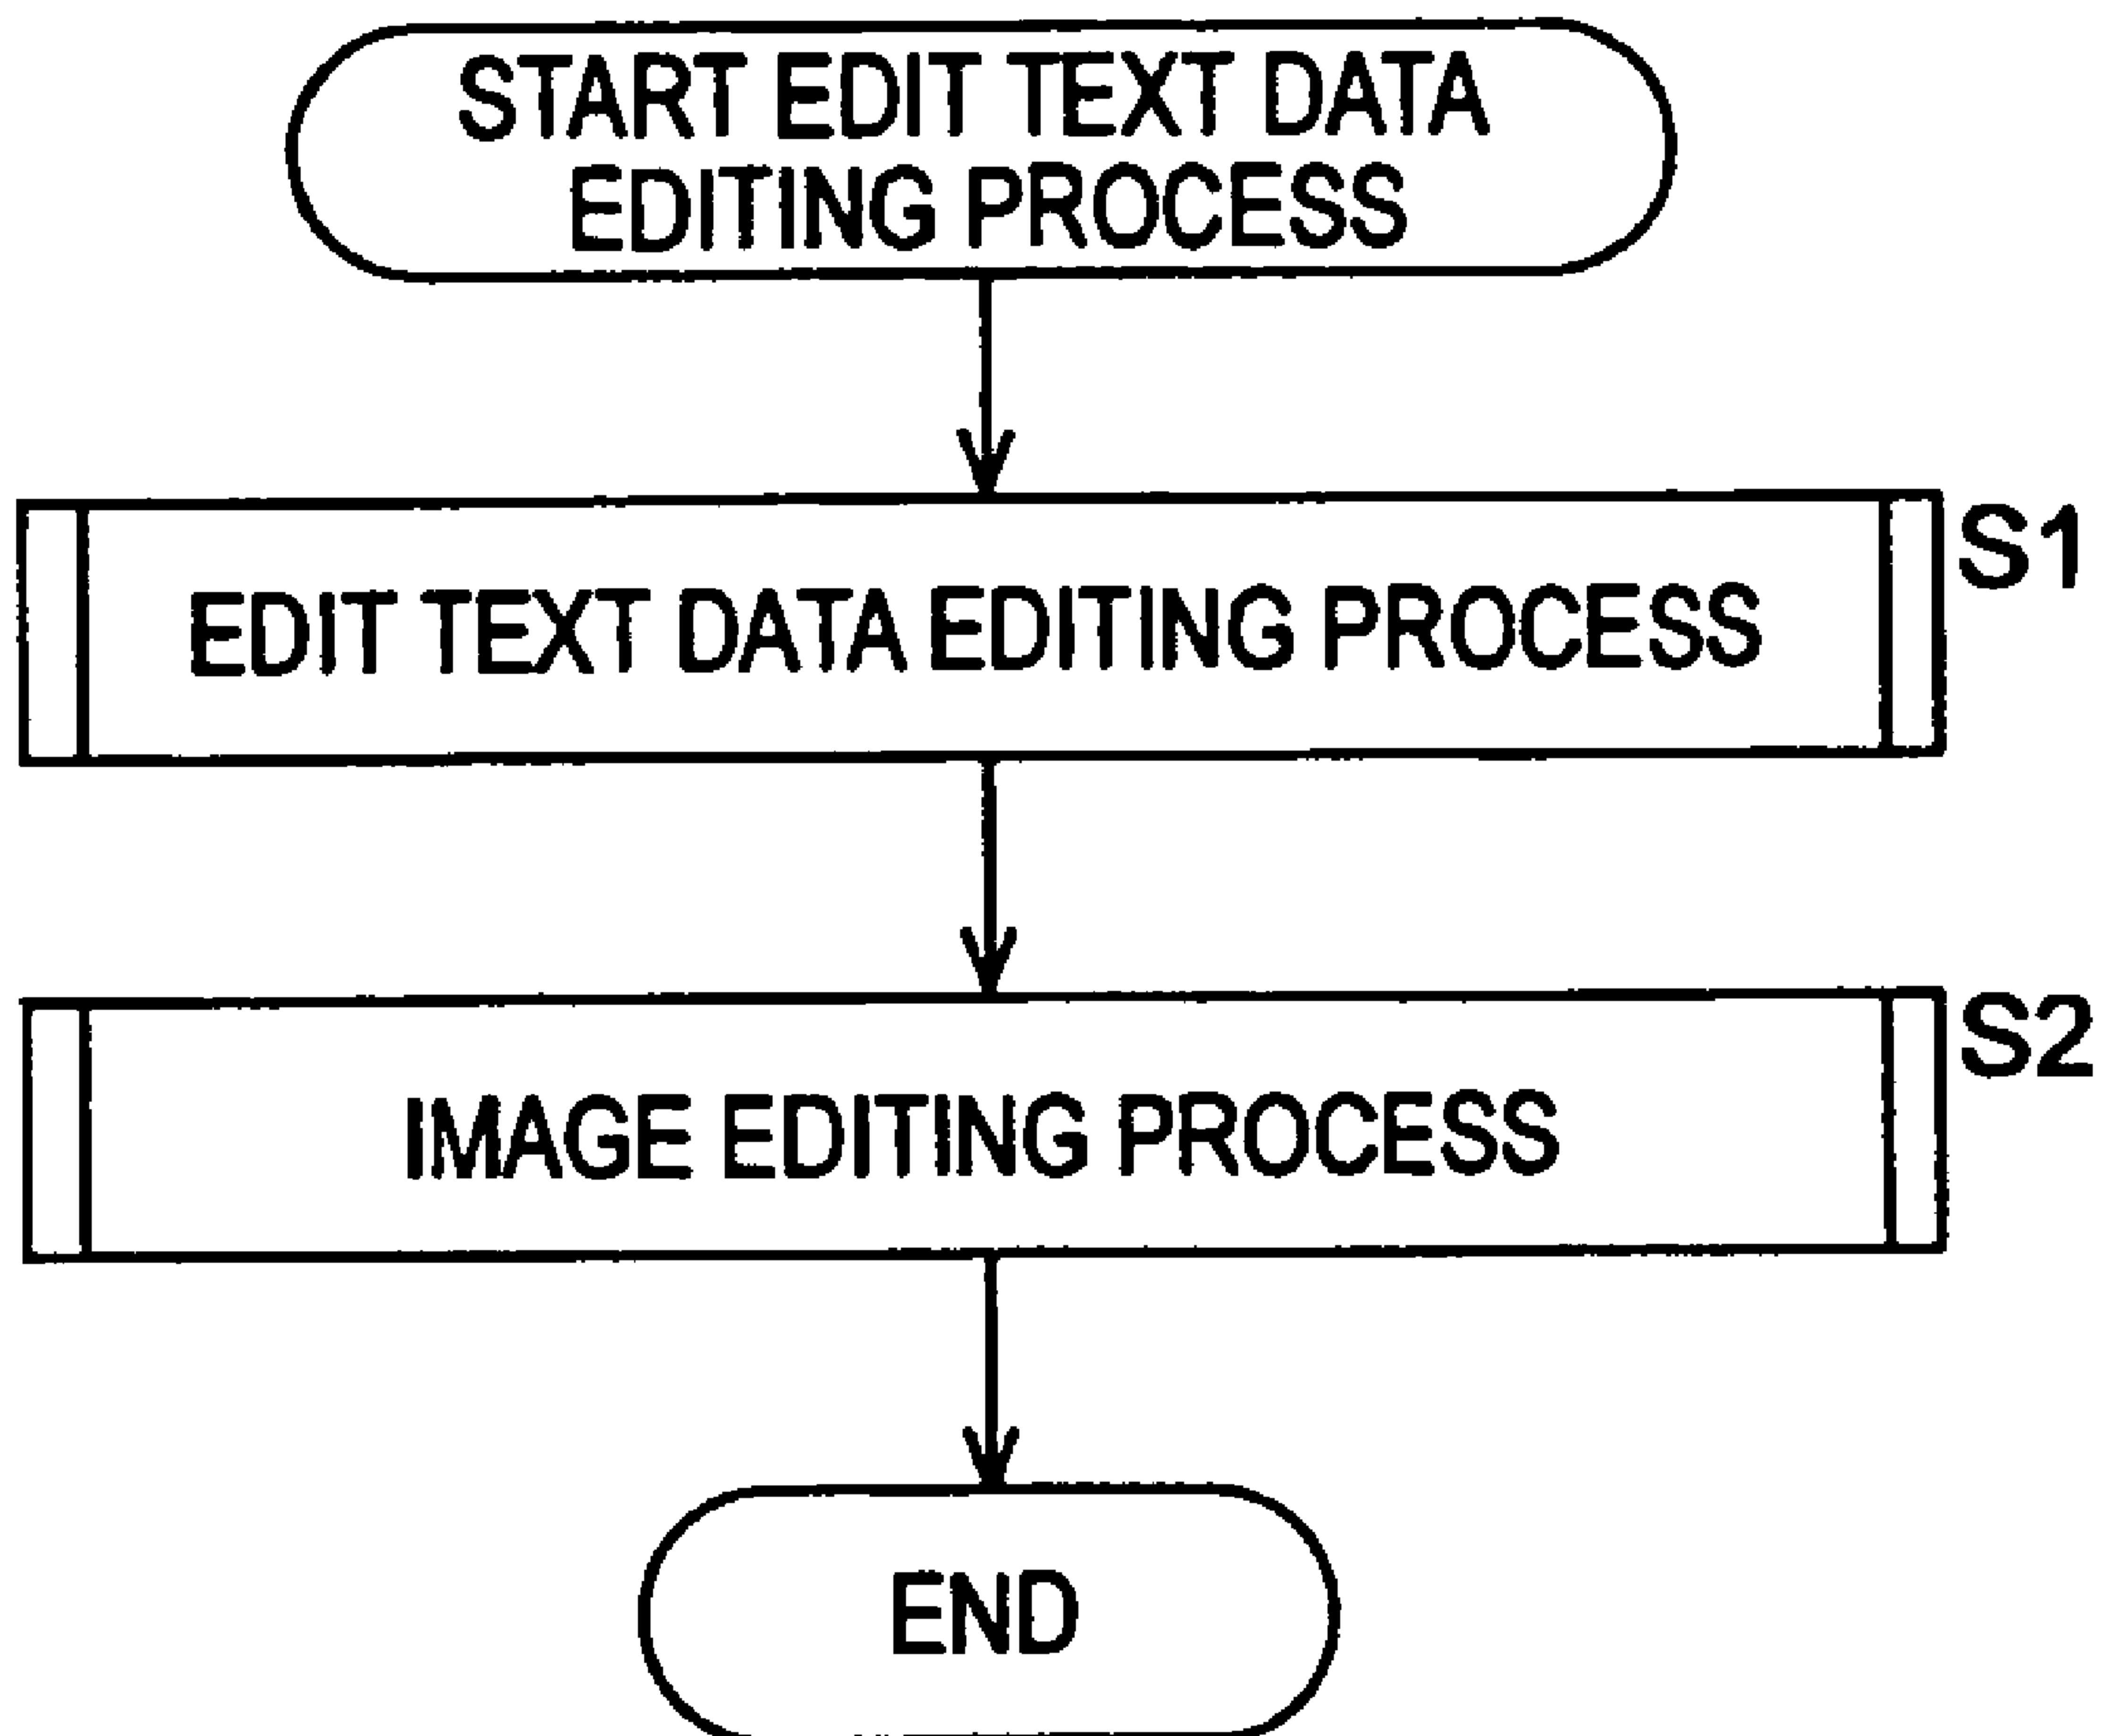 START EDIT TEXT DATA
EDITING PROCESS
S1
EDIT TEXT DATA EDITING PROCESS
S2
IMAGE EDITING PROCESS
END